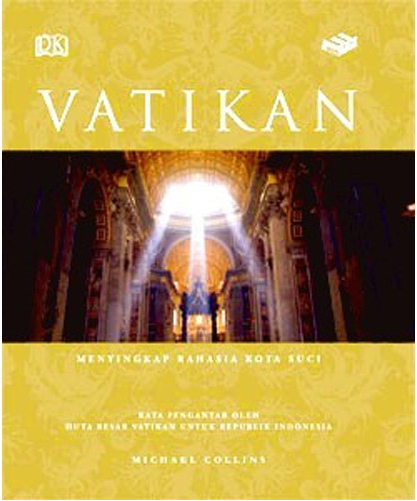 DK
VATIKAN
MENYINGKAP RAHASIA KOTA SUCI
KATA PENGANTAR OLEH
DUTA BESAR VATIKAN UNTUK REPUBLIK INDONESIA
MICHAEL COLLINS